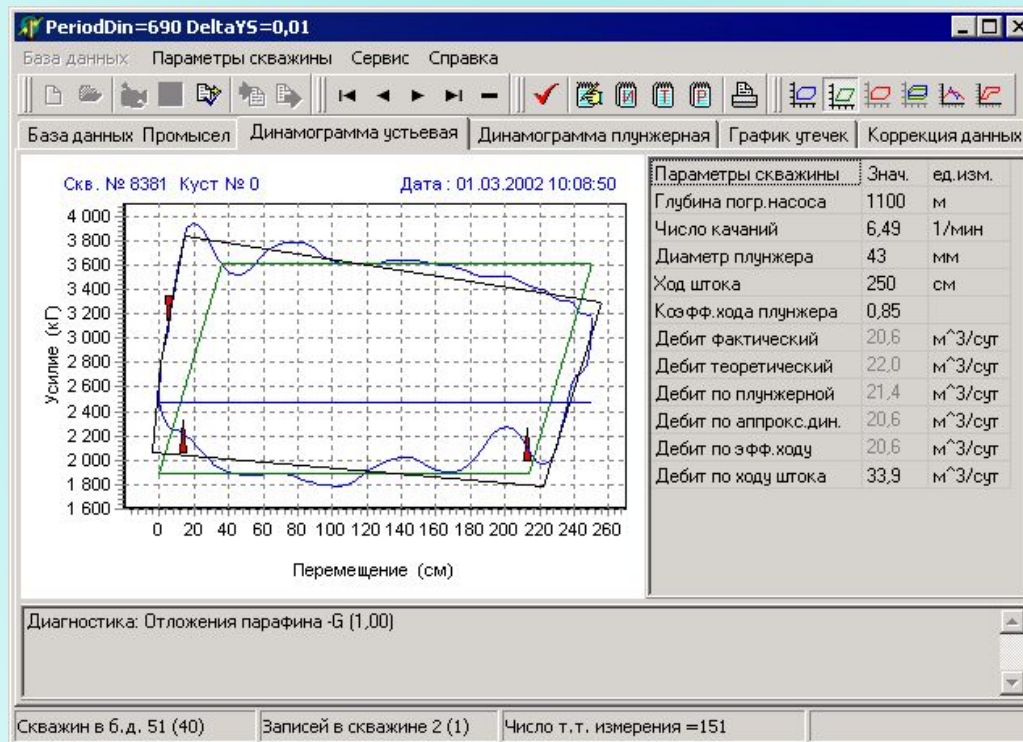 PeriodDin=690 DeltaYS=0,01
База данных Параметры скважины Сервис Справка
И Т Р
База данных Промысел Динамограмма устьевая Динамограмма плунжерная График утечек Коррекция данных
Скв. № 8381 Куст № 0 Дата : 01.03.2002 10:08:50
4 000
3 800
3 600
3 400
3 200
3 000
2 800
2 600
2 400
2 200
2 000
1 800
1 600
Усилие (кГ)
0 20 40 60 80 100 120 140 160 180 200 220 240 260
Перемещение (см)
Параметры скважины Знач. ед.изм.
Глубина погр.насоса 1100 м
Число качаний 6,49 1/мин
Диаметр плунжера 43 мм
Ход штока 250 см
Коэфф.хода плунжера 0,85
Дебит фактический 20,6 м^3/сут
Дебит теоретический 22,0 м^3/сут
Дебит по плунжерной 21,4 м^3/сут
Дебит по аппрокс.дин. 20,6 м^3/сут
Дебит по эфф.ходу 20,6 м^3/сут
Дебит по ходу штока 33,9 м^3/сут
Диагностика: Отложения парафина -G (1,00)
Скважин в б.д. 51 (40) Записей в скважине 2 (1) Число т.т. измерения =151